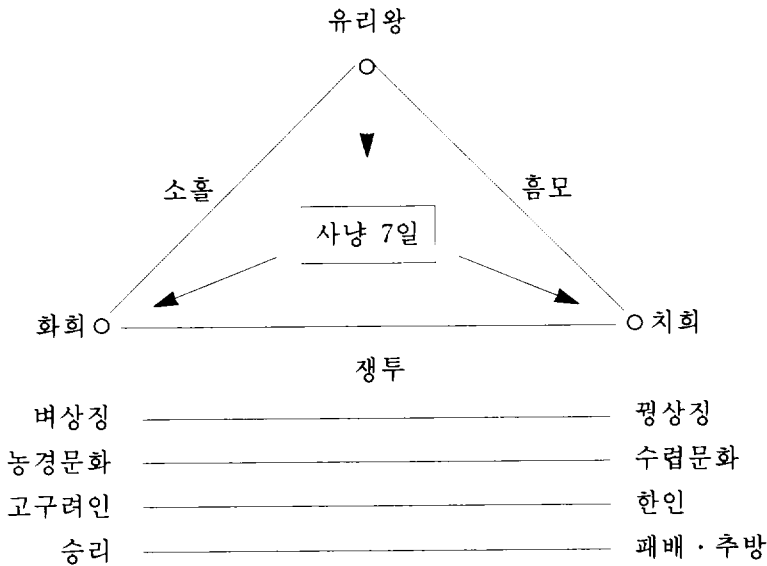 유리왕
소홀 흠모
사냥 7일
화희 치희
쟁투
벼상징 꿩상징
농경문화 수렵문화
고구려인 한인
승리 패배 · 추방